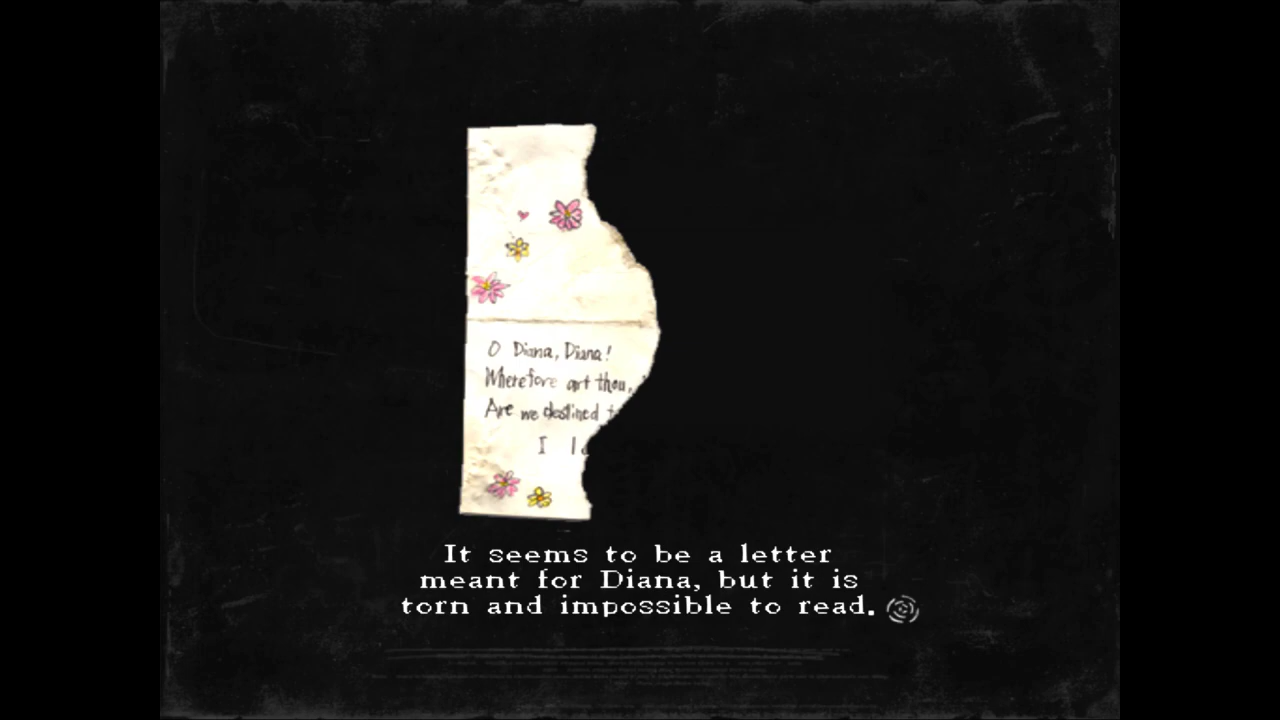 O Diana, Diana!
Wherefore art thou,
Are we destined t
I l
It seems to be a letter
meant for Diana, but it is
torn and impossible to read.